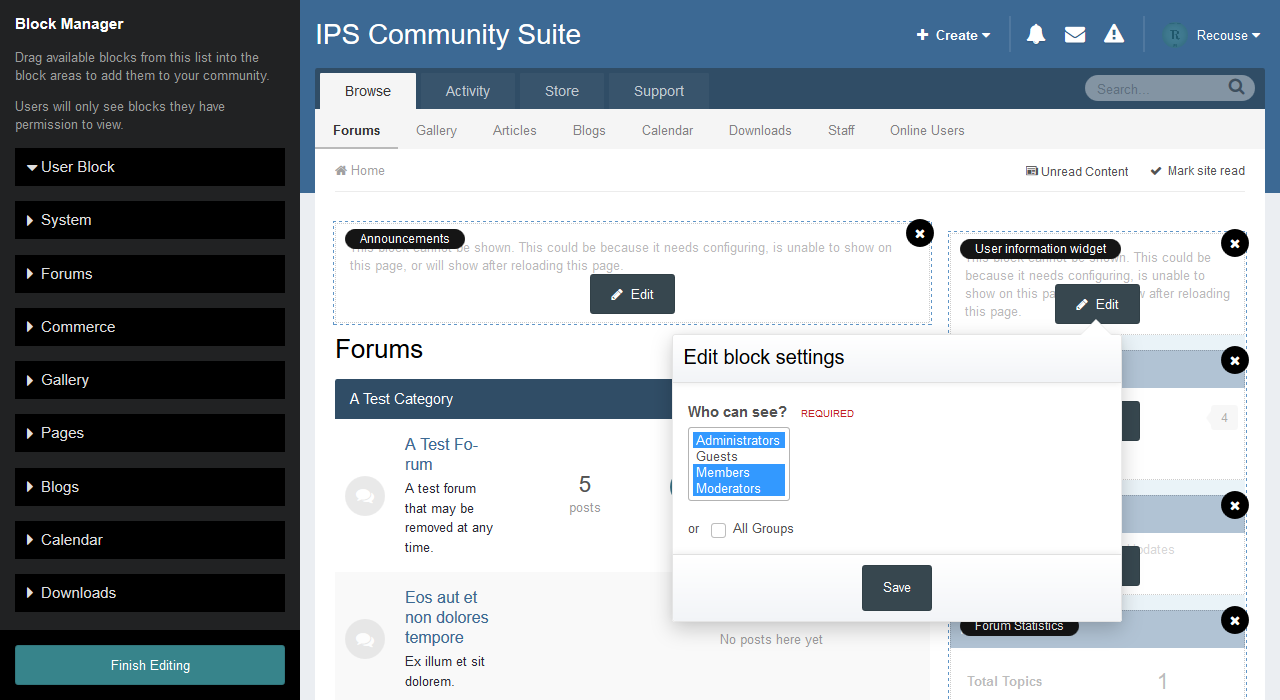 Block Manager
Drag available blocks from this list into the
block areas to add them to your community.
Users will only see blocks they have
permission to view.
User Block
System
Forums
Commerce
Gallery
Pages
Blogs
Calendar
Downloads
Finish Editing
IPS Community Suite
Create
Recouse
Browse Activity Store Support
Search...
Forums Gallery Articles Blogs Calendar Downloads Staff Online Users
Home
Unread Content Mark site read
Announcements
This block cannot be shown. This could be because it needs configuring, is unable to show on
this page, or will show after reloading this page.
Edit
User information widget
This block cannot be shown. This could be
because it needs configuring, is unable to
show on this after reloading
this page.
Edit
Forums
A Test Category
A Test Fo-
rum
A test forum
that may be
removed at any
time.
5
posts
Eos aut et
non dolores
tempore
Ex illum et sit
dolorem.
No posts here yet
Edit block settings
Who can see? REQUIRED
Administrators
Guests
Members
Moderators
or All Groups
Save
4
Forum Statistics
Total Topics 1